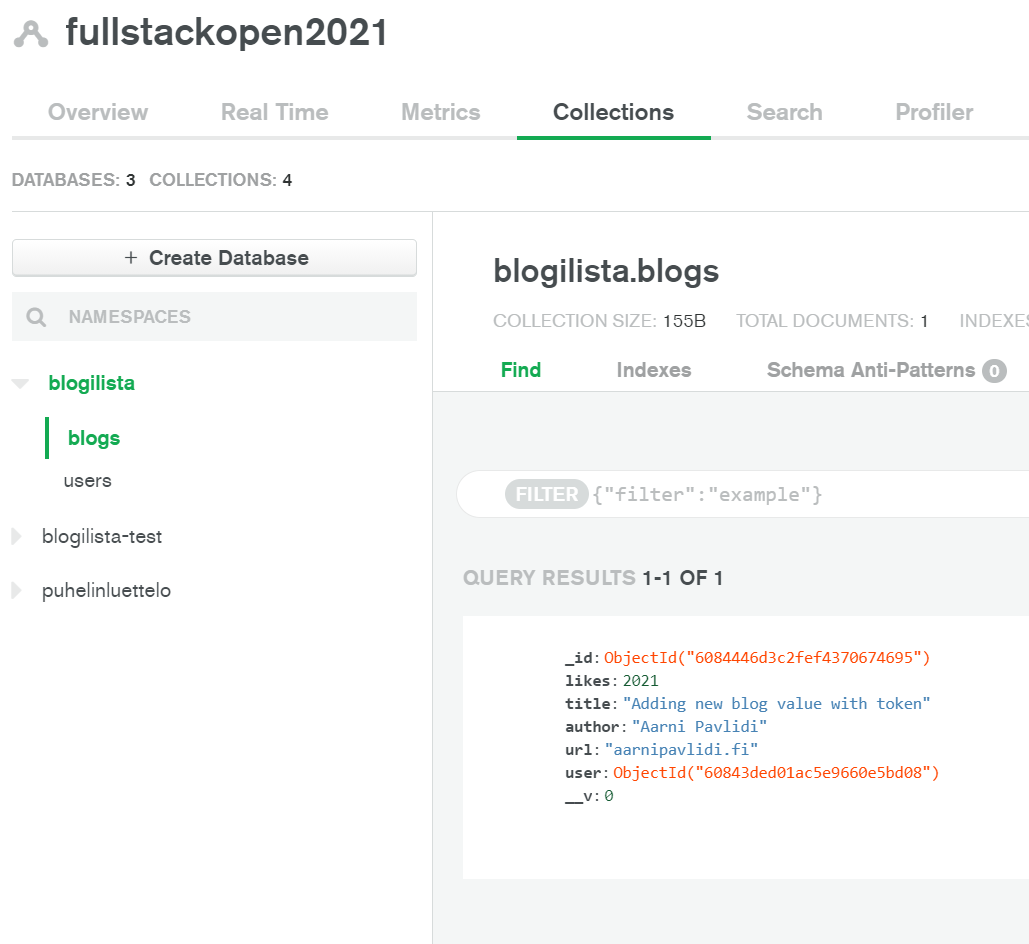 fullstackopen2021
Overview Real Time Metrics Collections Search Profiler
DATABASES: 3 COLLECTIONS: 4
+ Create Database
NAMESPACES
blogilista
blogs
users
blogilista-test
puhelinluettelo
blogilista.blogs
COLLECTION SIZE: 155B TOTAL DOCUMENTS: 1 INDEXES
Find Indexes Schema Anti-Patterns 0
FILTER {"filter":"example"}
QUERY RESULTS 1-1 OF 1
_id: ObjectId("6084446d3c2fef4370674695")
likes: 2021
title: "Adding new blog value with token"
author: "Aarni Pavlidi"
url: "aarnipavlidi.fi"
user: ObjectId("60843ded01ac5e9660e5bd08")
__v: 0